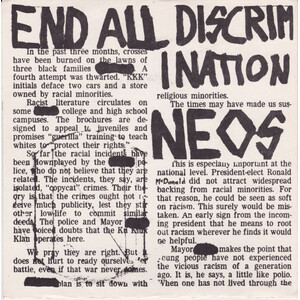 END ALL DISCRIM
INATION
NEOS
In the past three months, crosses
have been burned on the lawns of
three black families
fourth attempt was thwarted. "KKK"
initials deface two cars and a store
owned by racial minorities.
Racist literature circulates on
some college and high school
campuses. The brochures are de-
signed to appeal to juveniles and
promises "guerilla" training to teach
whites to "protect their rights".
So far the racial incidents have
been downplayed by the po-
lice, who do not believe that they are
related. The incidents, they say, are
isolated, "copycat" crimes. Their
cry is that the crimes ought not
receive much publicity, lest they stir
other lowlife to commit similar
deeds. The police and Mayor
have doubts that the Ku Klux
Klan operates here.
We pray they are right. But
does not hurt to ready ourselves for
battle, even if that war never comes.
plan is to sit down with
religious minorities.
The times may have made us sus-
This is especially important at the
national level. President-elect Ronald
McDonald did not attract widespread
backing from racial minorities. For
that reason, he could be seen as soft
on racism. This surely would be mis-
taken. An early sign from the incom-
ing president that he means to root
out racism wherever he finds it would
be helpful.
Mayor makes the point that
young people have not experienced
the vicious racism of a generation
ago. It is, he says, a little like polio.
When one has not lived through the